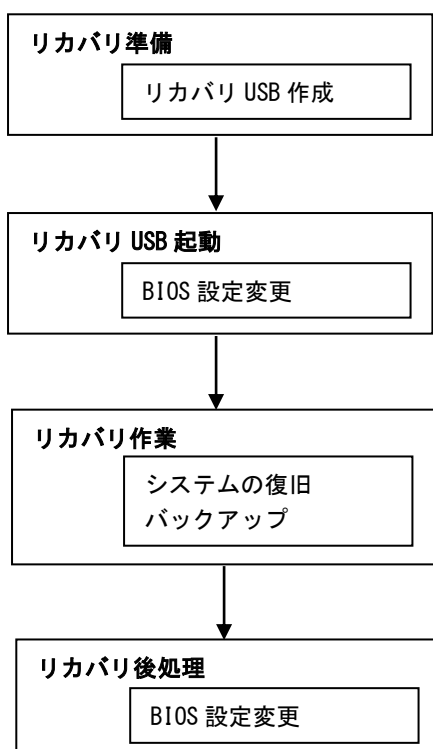 リカバリ準備
リカバリ USB 作成
リカバリ USB 起動
BIOS 設定変更
リカバリ作業
システムの復旧
バックアップ
リカバリ後処理
BIOS 設定変更